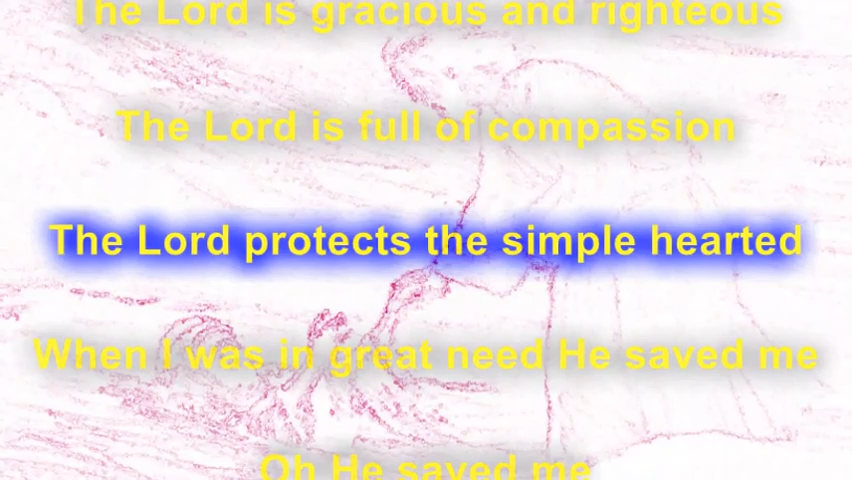 The Lord is gracious and righteous
The Lord is full of compassion
The Lord protects the simple hearted
When I was in great need He saved me
Oh He saved me